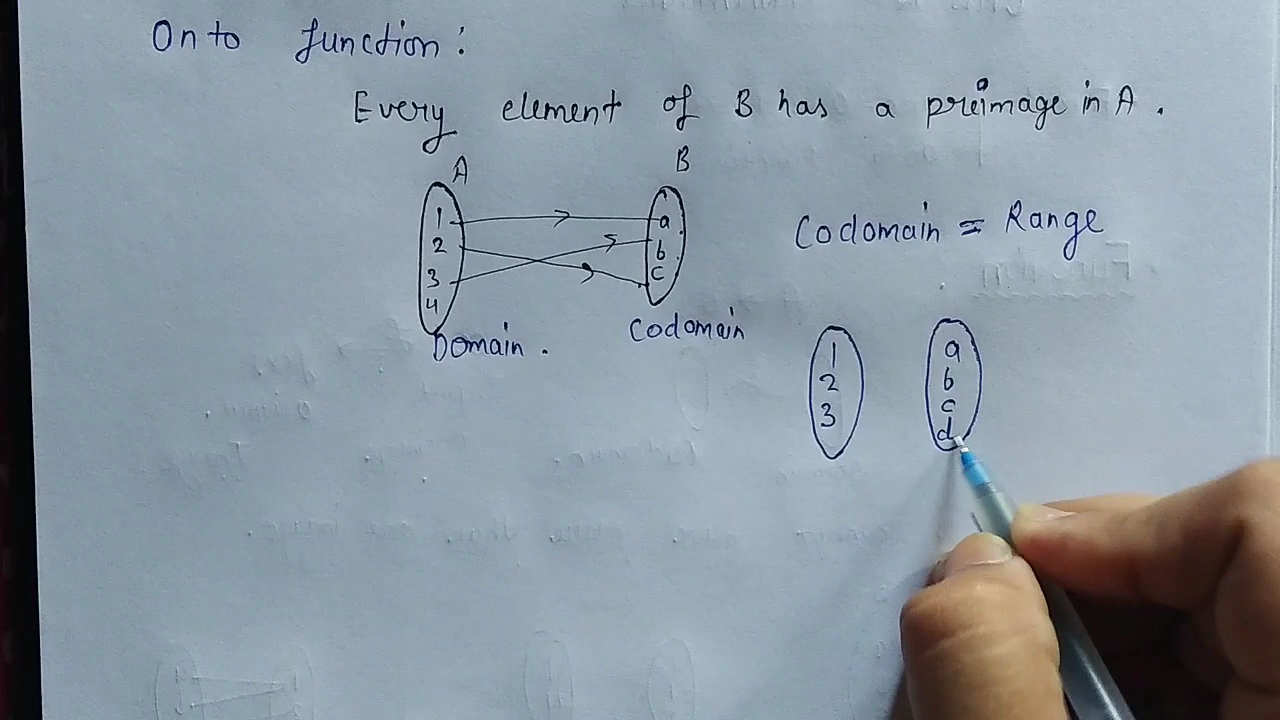 Onto function:
Every element of B has a preimage in A.
A B
1 a
2 b
3 c
4
Codomain = Range
Domain. Codomain
1 a
2 b
3 c
d